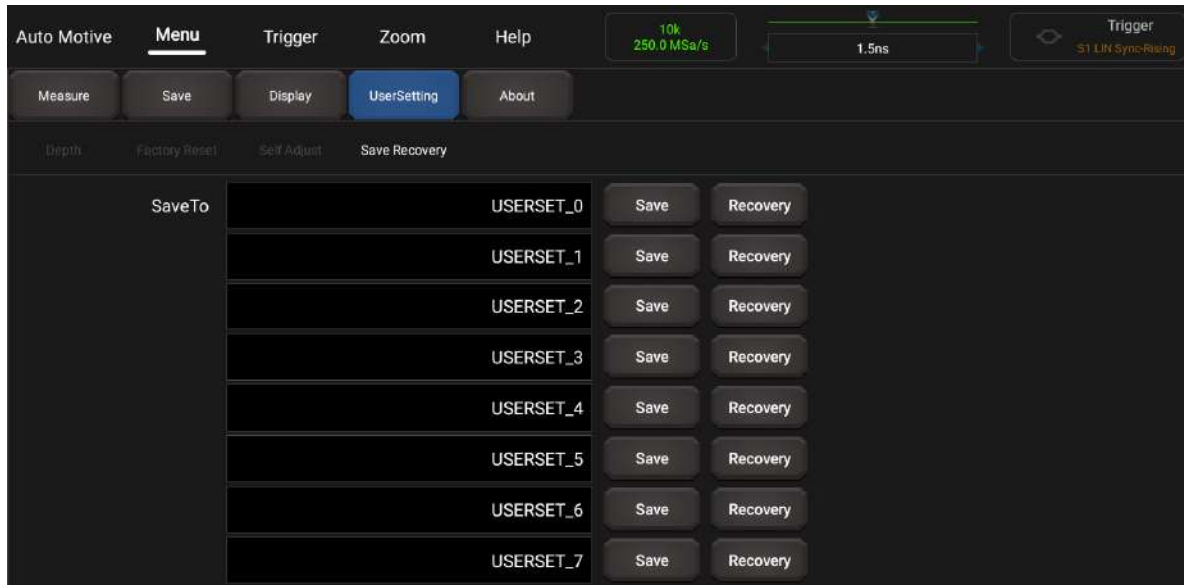 Auto Motive Menu Trigger Zoom Help 10k 250.0 MSa/s 1.5ns Trigger S1 LIN Sync-Rising
Measure Save Display UserSetting About
Depth Factory Reset Self Adjust Save Recovery
SaveTo USERSET_0 Save Recovery
USERSET_1 Save Recovery
USERSET_2 Save Recovery
USERSET_3 Save Recovery
USERSET_4 Save Recovery
USERSET_5 Save Recovery
USERSET_6 Save Recovery
USERSET_7 Save Recovery